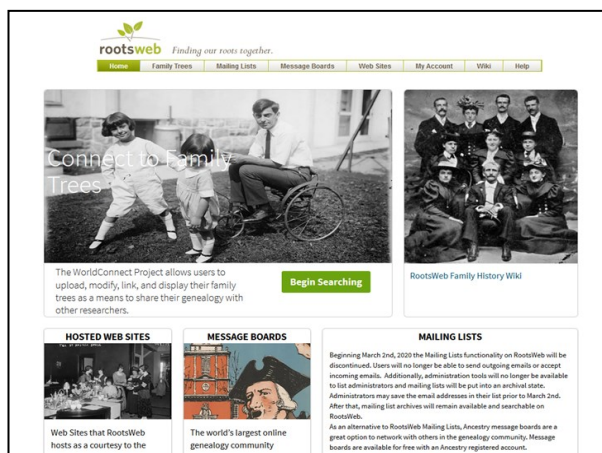 rootsweb Finding our roots together.
Home Family Trees Mailing Lists Message Boards Web Sites My Account Wiki Help
Connect to Family
Trees
The WorldConnect Project allows users to
upload, modify, link, and display their family
trees as a means to share their genealogy with
other researchers.
Begin Searching
RootsWeb Family History Wiki
HOSTED WEB SITES
Web Sites that RootsWeb
hosts as a courtesy to the
MESSAGE BOARDS
The world's largest online
genealogy community
MAILING LISTS
Beginning March 2nd, 2020 the Mailing Lists functionality on RootsWeb will be
discontinued. Users will no longer be able to send outgoing emails or accept
incoming emails. Additionally, administration tools will no longer be available
to list administrators and mailing lists will be put into an archival state.
Administrators may save the email addresses in their list prior to March 2nd.
After that, mailing list archives will remain available and searchable on
RootsWeb.
As an alternative to RootsWeb Mailing Lists, Ancestry message boards are a
great option to network with others in the genealogy community. Message
boards are available for free with an Ancestry registered account.